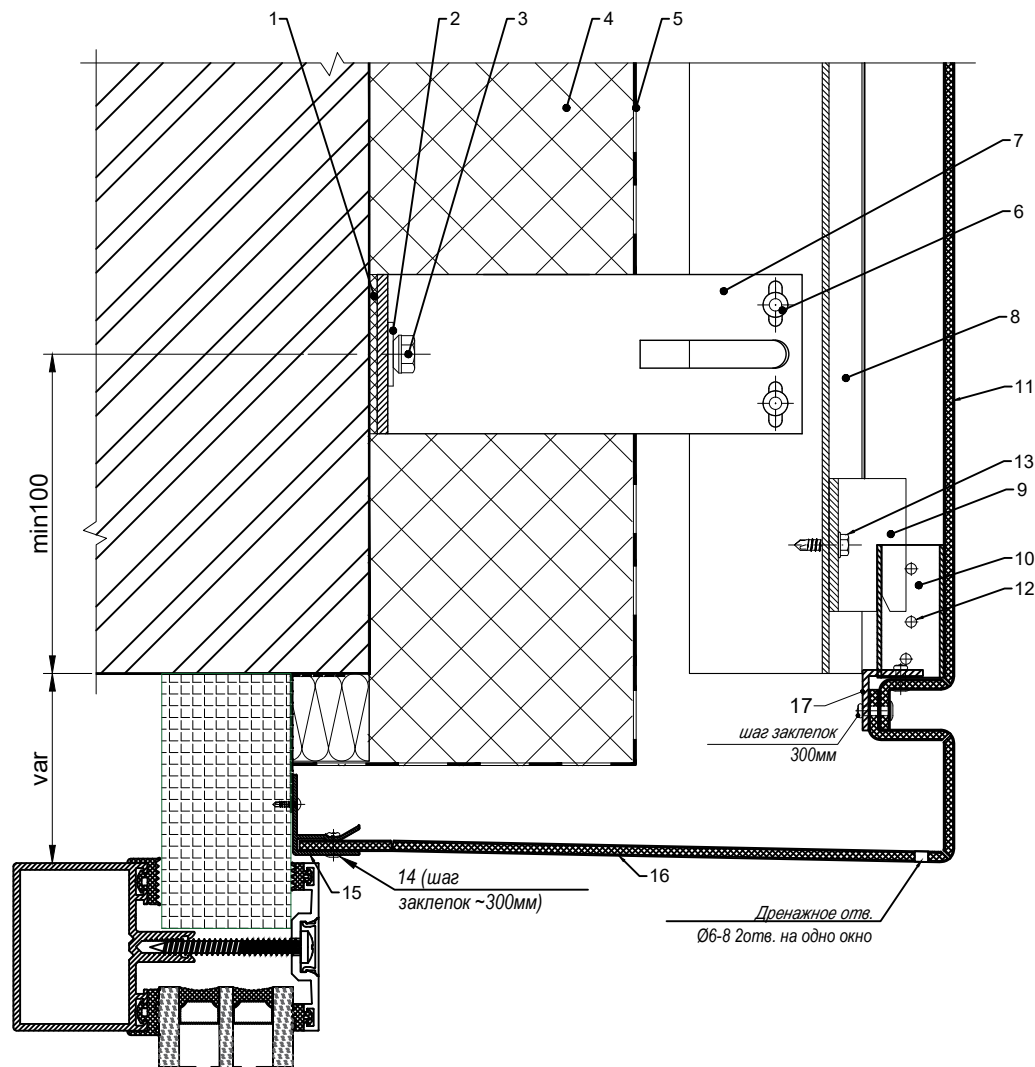 1
2
3
4
5
7
6
8
11
13
9
10
12
min100
17
шаг заклепок
300мм
var
15
14 (шаг
заклепок ~300мм)
16
Дренажное отв.
Ø6-8 2отв. на одно окно